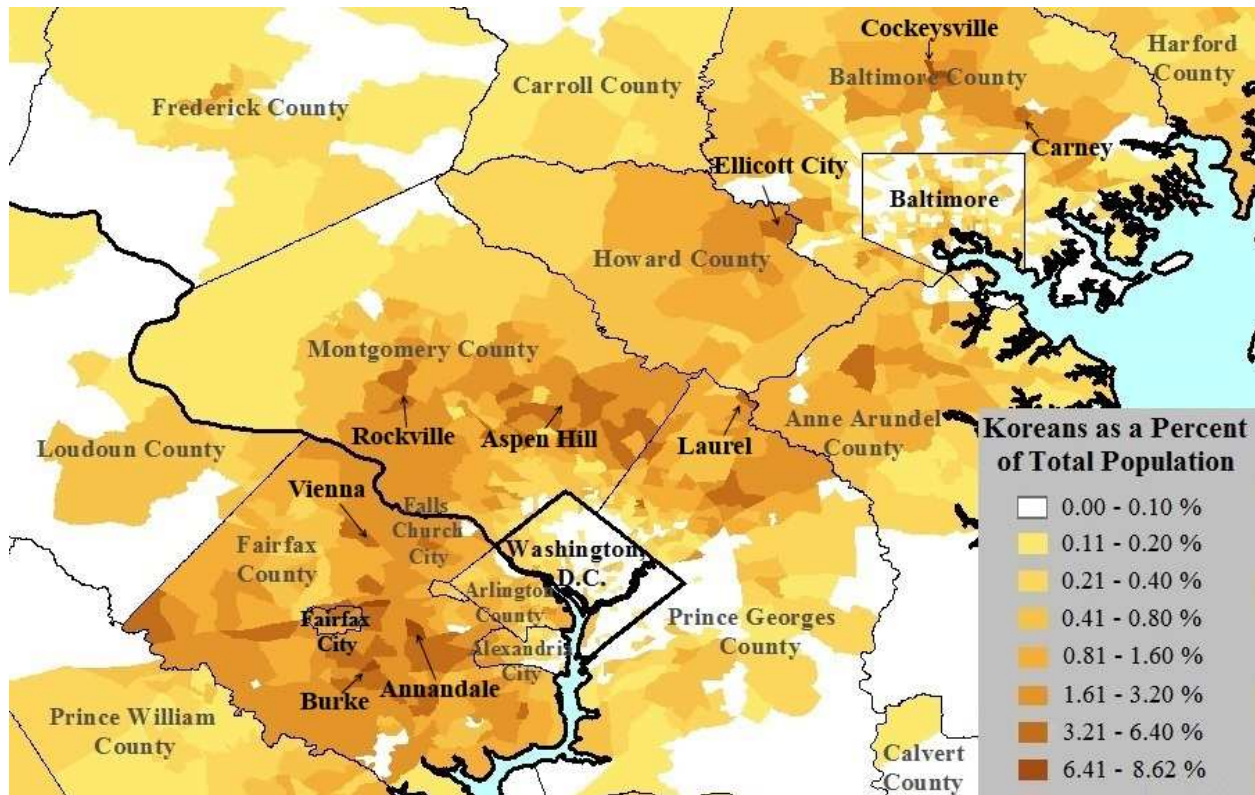 Cockeysville
Harford
County
Baltimore County
Carroll County
Frederick County
Carney
Ellicott City
Baltimore
Howard County
Montgomery County
Rockville
Aspen Hill
Laurel
Anne Arundel
County
Loudoun County
Vienna
Falls
Church
City
Fairfax
County
Washington,
D.C.
Arlington
County
Fairfax
City
Alexandria
City
Prince Georges
County
Burke
Annandale
Prince William
County
Calvert
County
Koreans as a Percent
of Total Population
0.00 - 0.10 %
0.11 - 0.20 %
0.21 - 0.40 %
0.41 - 0.80 %
0.81 - 1.60 %
1.61 - 3.20 %
3.21 - 6.40 %
6.41 - 8.62 %